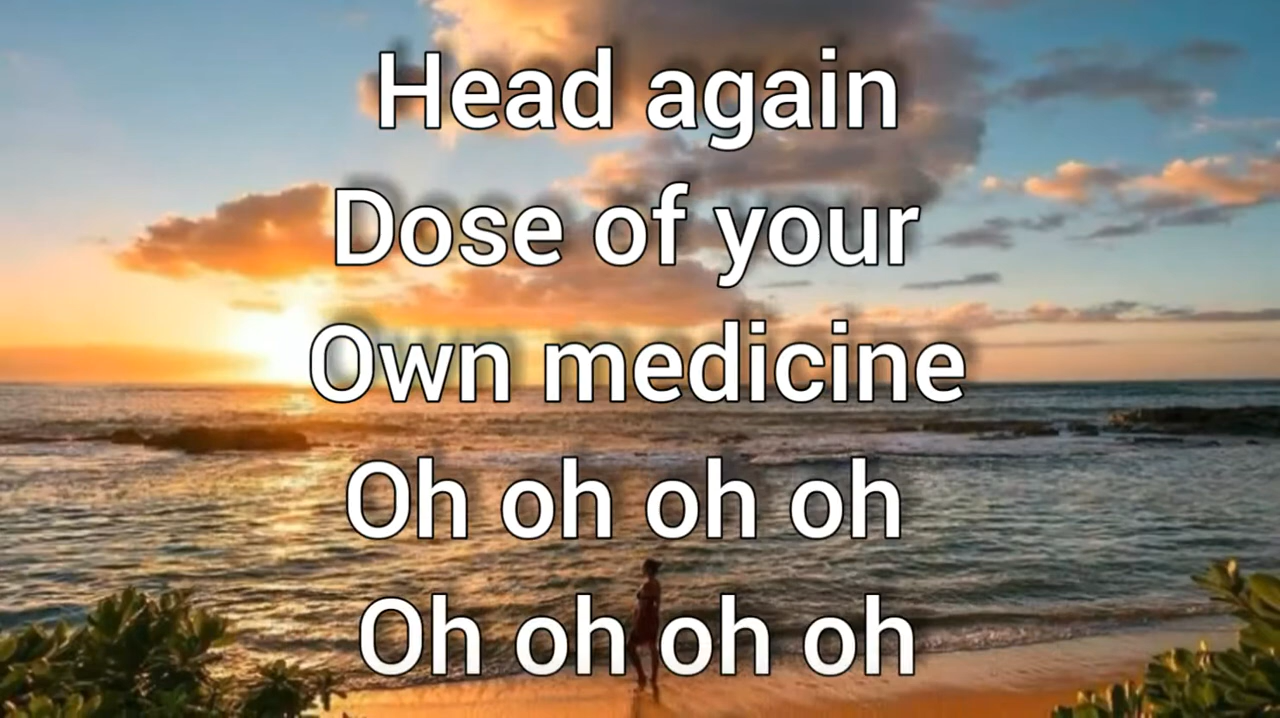 Head again
Dose of your
Own medicine
Oh oh oh oh
Oh oh oh oh